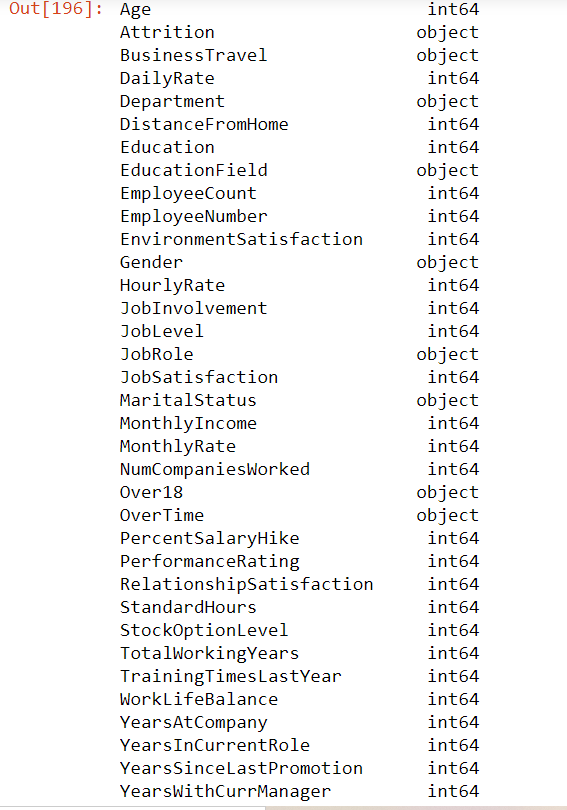 Out[196]: Age int64
Attrition object
BusinessTravel object
DailyRate int64
Department object
DistanceFromHome int64
Education int64
EducationField object
EmployeeCount int64
EmployeeNumber int64
EnvironmentSatisfaction int64
Gender object
HourlyRate int64
JobInvolvement int64
JobLevel int64
JobRole object
JobSatisfaction int64
MaritalStatus object
MonthlyIncome int64
MonthlyRate int64
NumCompaniesWorked int64
Over18 object
OverTime object
PercentSalaryHike int64
PerformanceRating int64
RelationshipSatisfaction int64
StandardHours int64
StockOptionLevel int64
TotalWorkingYears int64
TrainingTimesLastYear int64
WorkLifeBalance int64
YearsAtCompany int64
YearsInCurrentRole int64
YearsSinceLastPromotion int64
YearsWithCurrManager int64